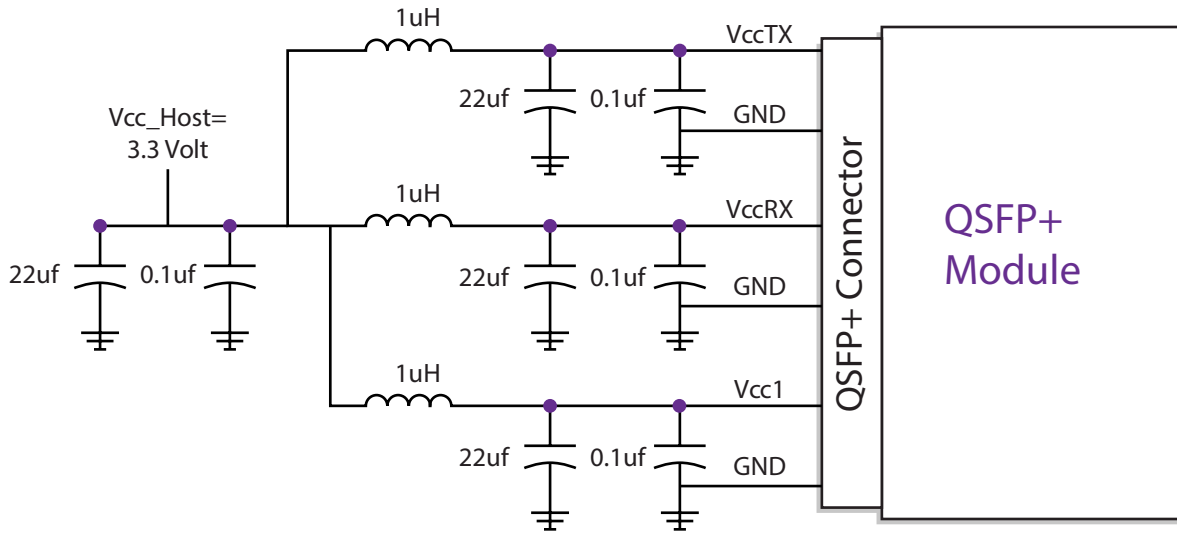 1uH
VccTX
22uf
0.1uf
GND
Vcc_Host=
3.3 Volt
1uH
VccRX
22uf
0.1uf
22uf
0.1uf
GND
1uH
Vcc1
22uf
0.1uf
GND
QSFP+ Connector
QSFP+
Module